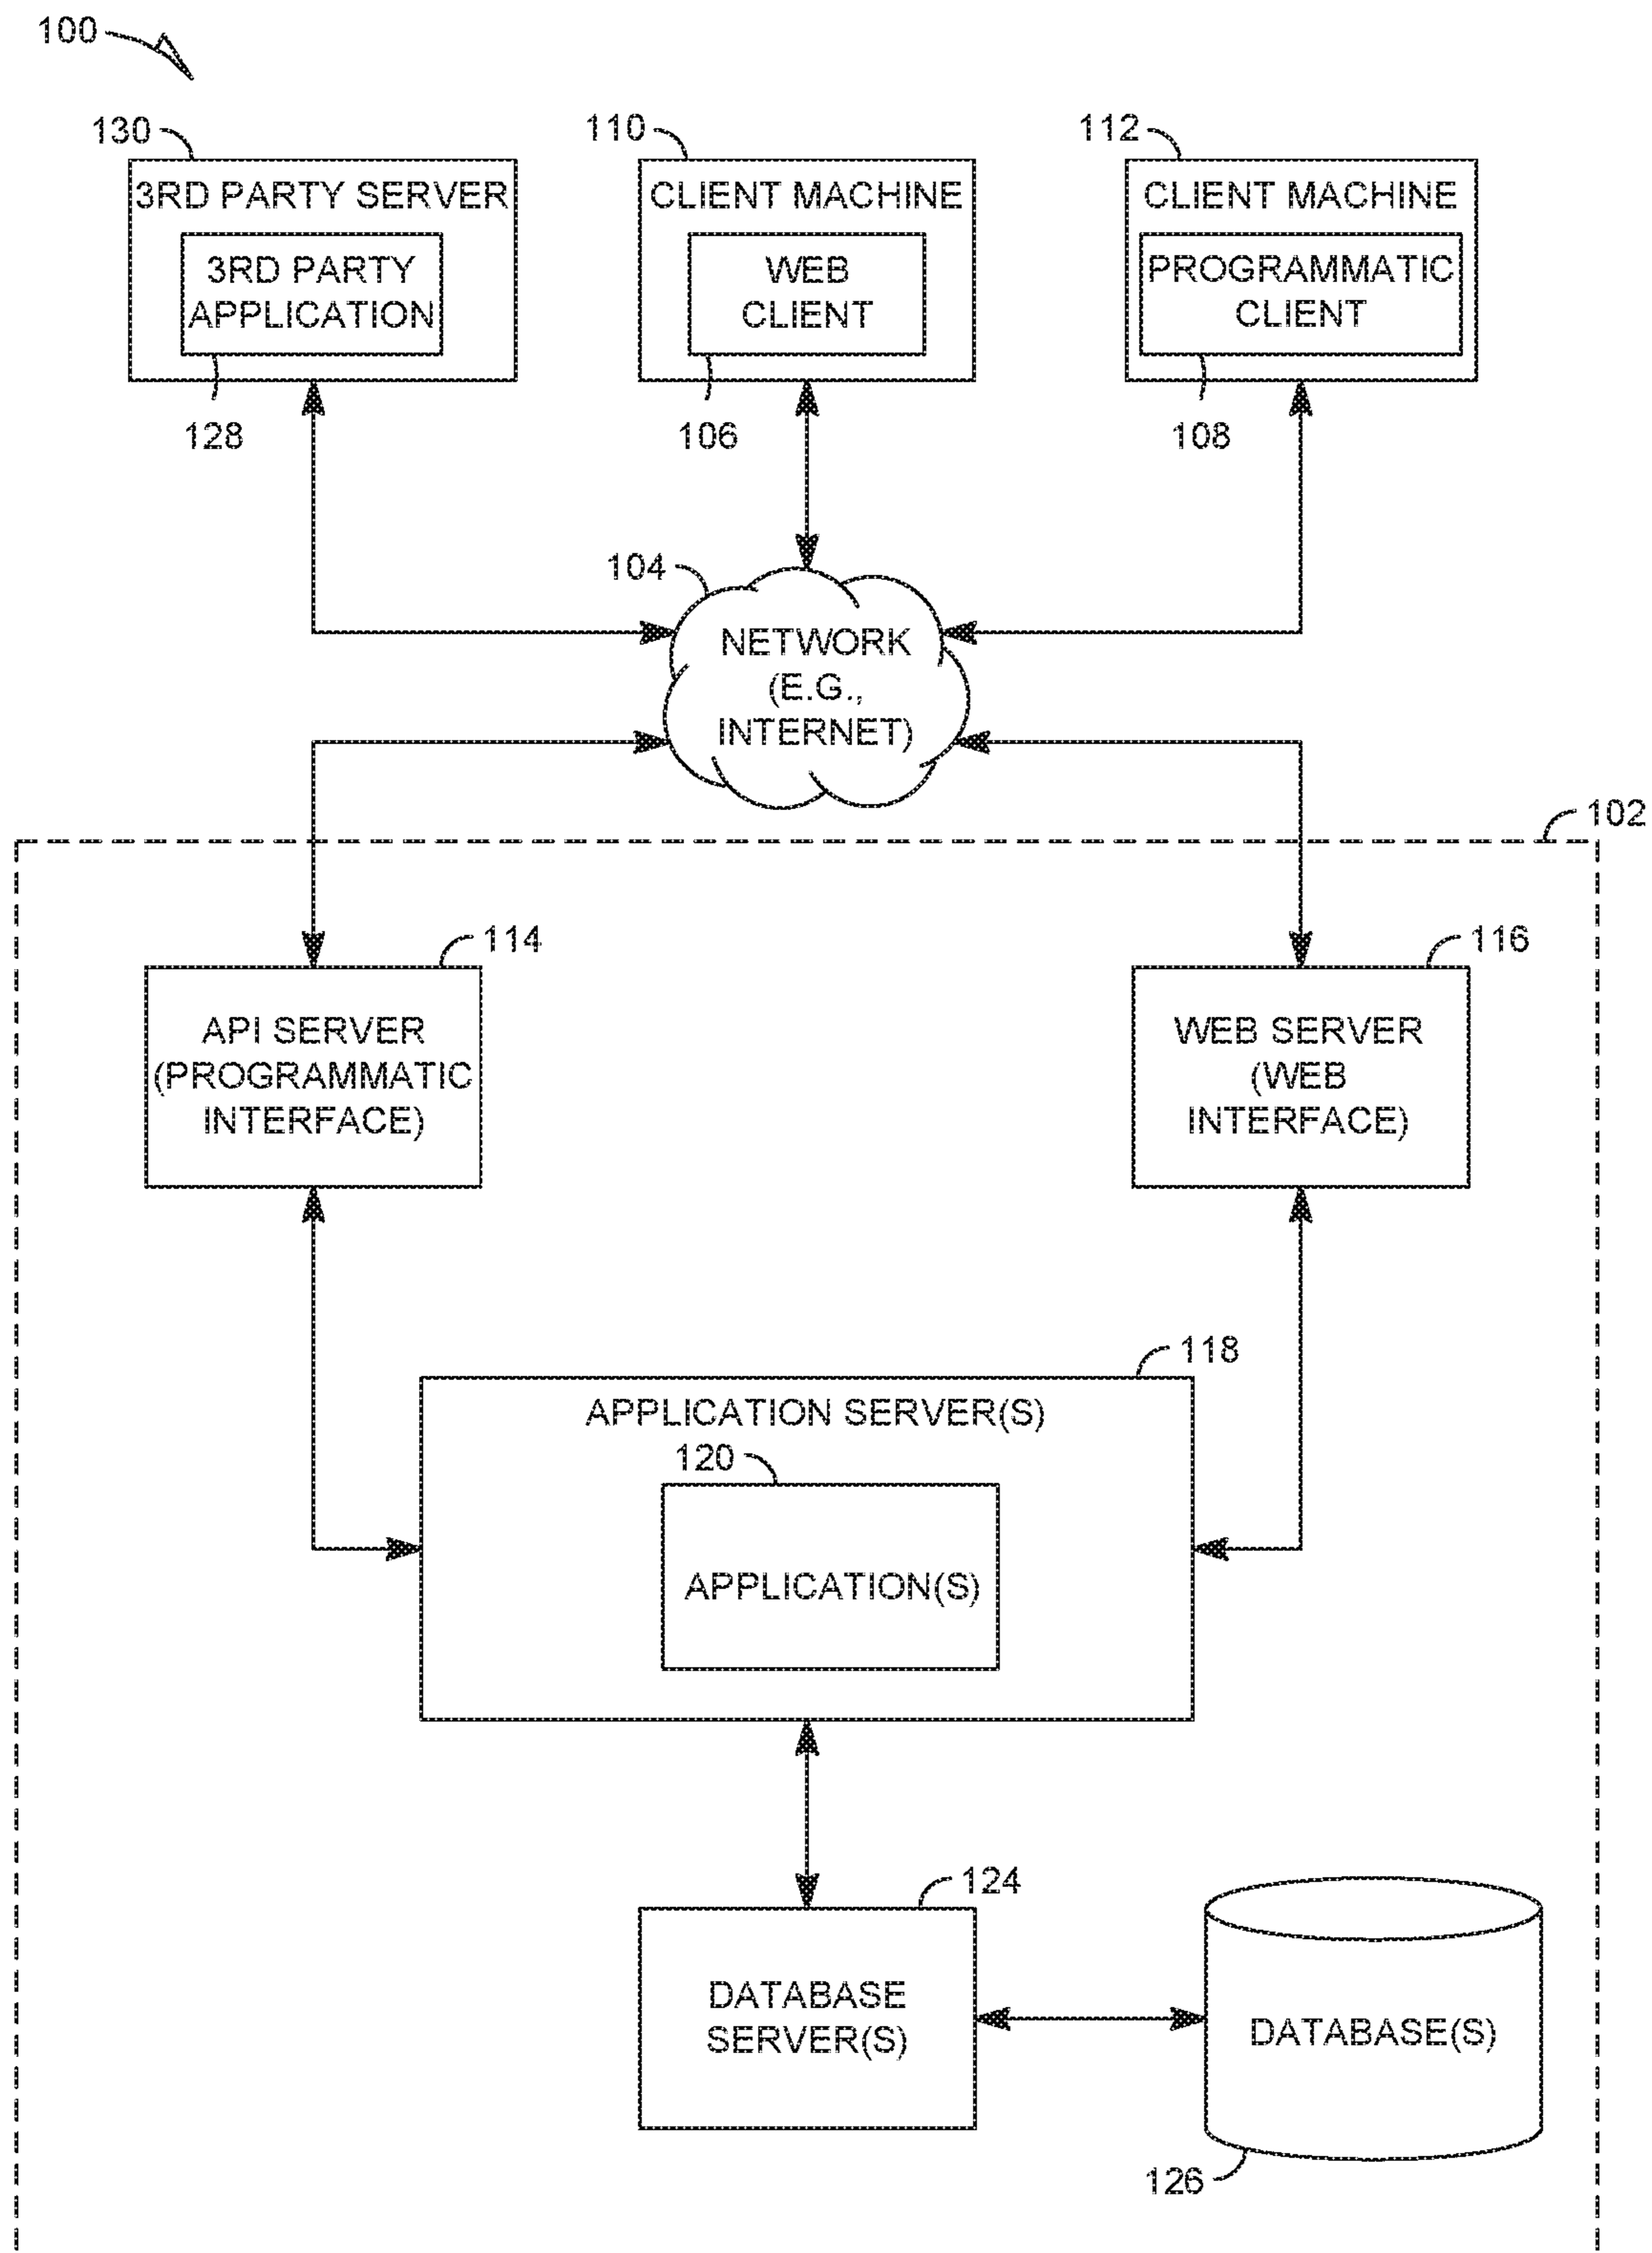 100
130
110
112
3RD PARTY SERVER
CLIENT MACHINE
CLIENT MACHINE
3RD PARTY
APPLICATION
WEB
CLIENT
PROGRAMMATIC
CLIENT
128
106
108
104
NETWORK
(E.G.,
INTERNET)
102
114
116
API SERVER
(PROGRAMMATIC
INTERFACE)
WEB SERVER
(WEB
INTERFACE)
118
APPLICATION SERVER(S)
120
APPLICATION(S)
124
DATABASE
SERVER(S)
DATABASE(S)
126